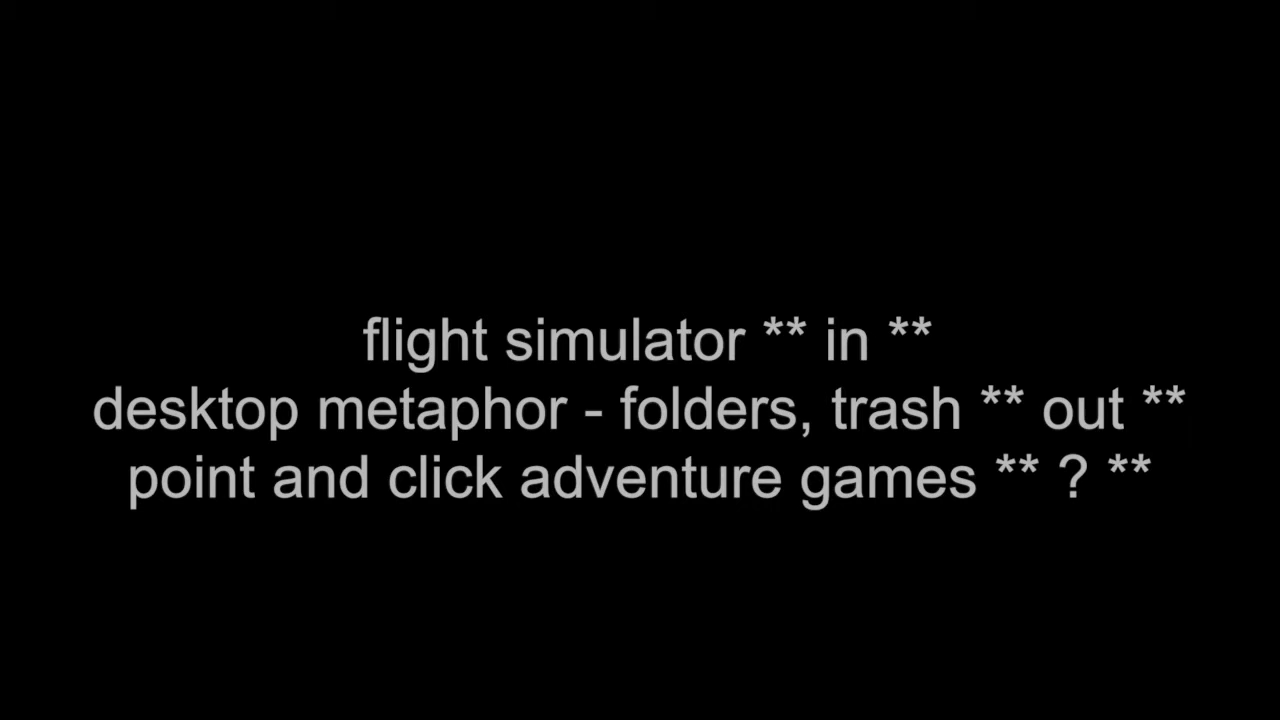 flight simulator ** in **
desktop metaphor - folders, trash ** out **
point and click adventure games ** ? **